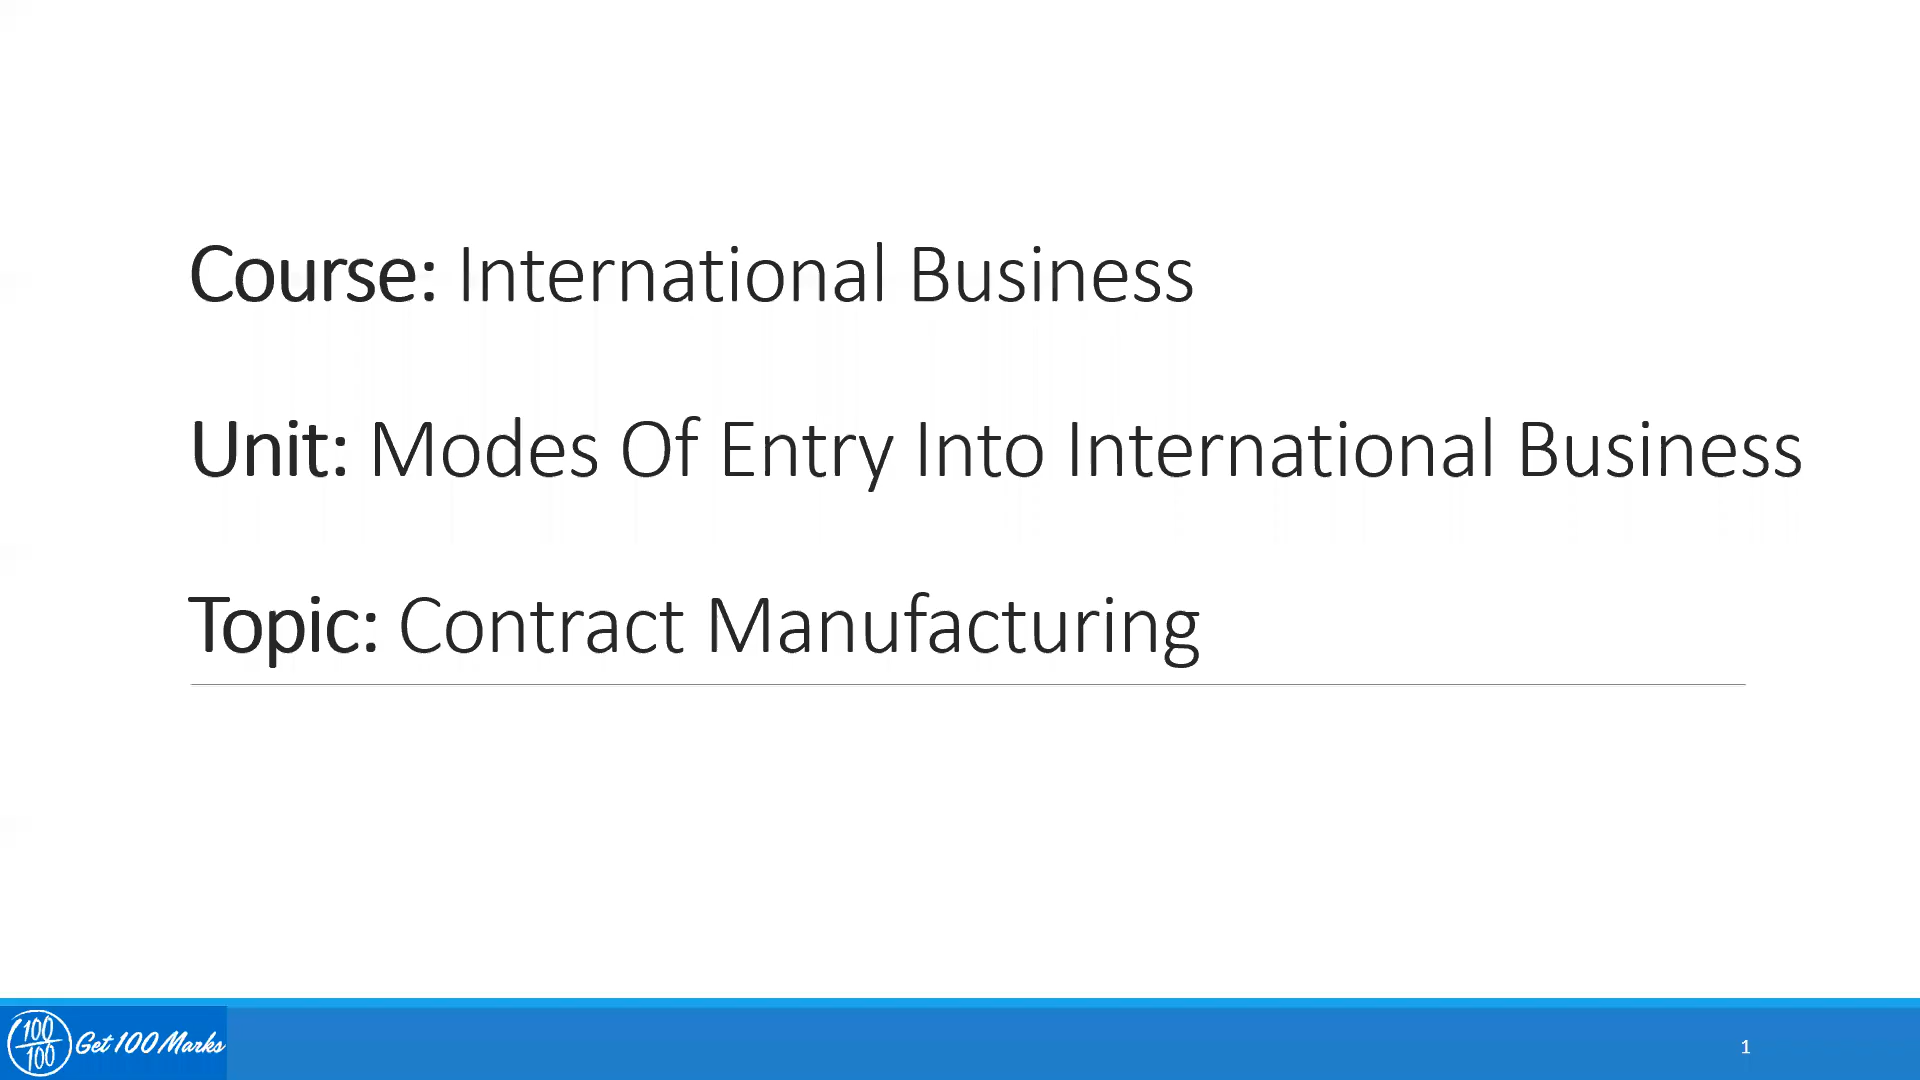 Course: International Business
Unit: Modes Of Entry Into International Business
Topic: Contract Manufacturing
100
100
Get 100 Marks
1